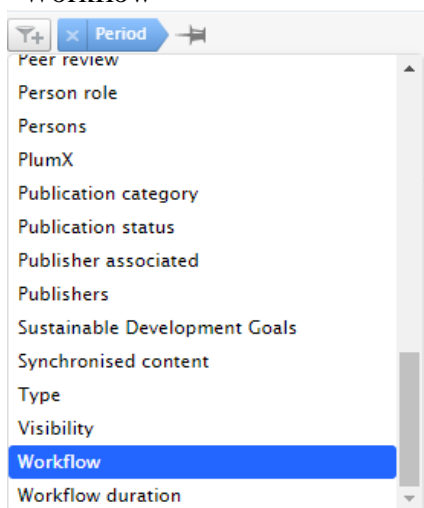 Workflow
Period
Peer review
Person role
Persons
PlumX
Publication category
Publication status
Publisher associated
Publishers
Sustainable Development Goals
Synchronised content
Type
Visibility
Workflow
Workflow duration